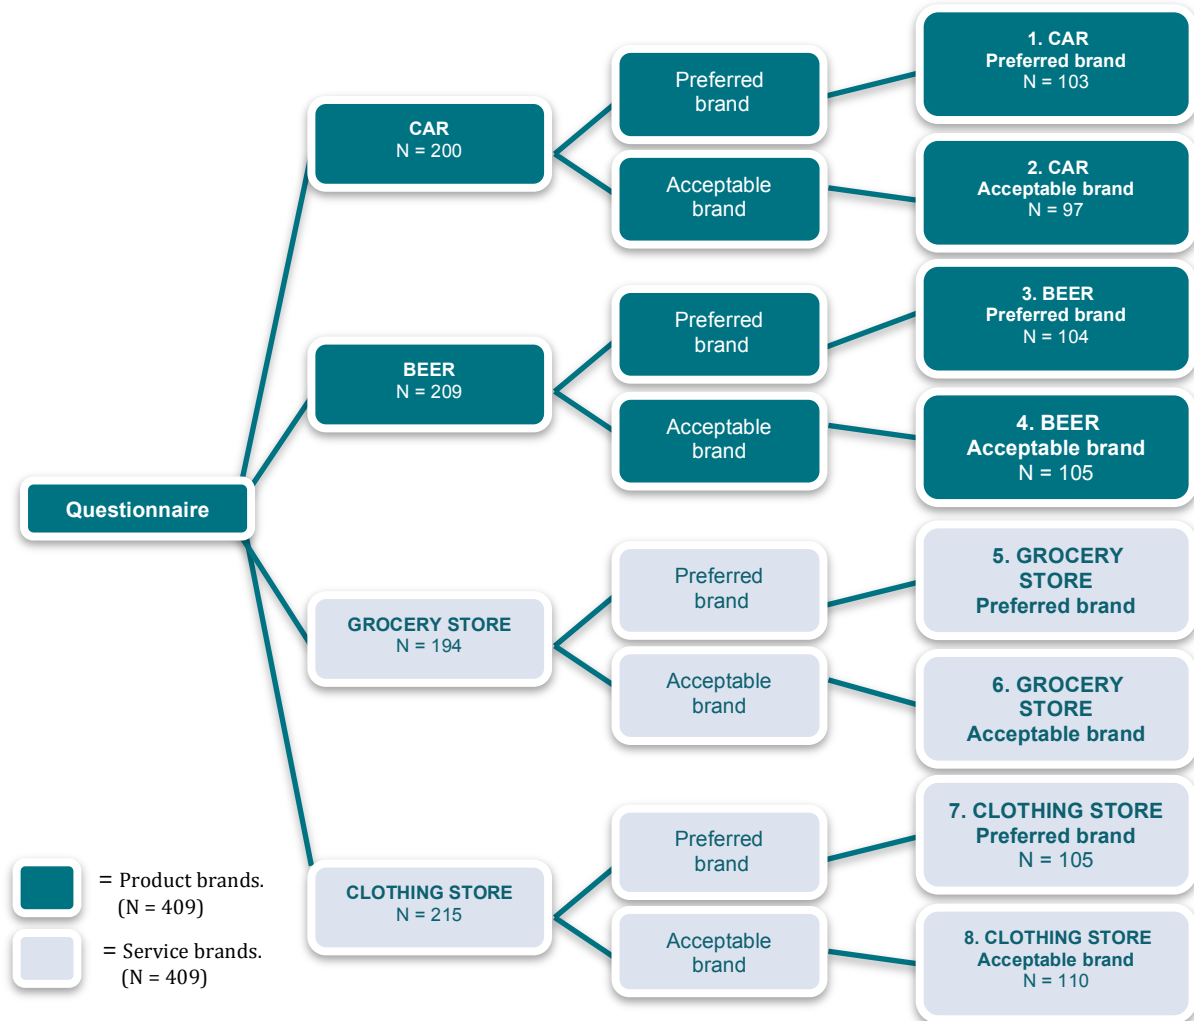 Questionnaire
CAR
N = 200
Preferred
brand
1. CAR
Preferred brand
N = 103
Acceptable
brand
2. CAR
Acceptable brand
N = 97
BEER
N = 209
Preferred
brand
3. BEER
Preferred brand
N = 104
Acceptable
brand
4. BEER
Acceptable brand
N = 105
GROCERY STORE
N = 194
Preferred
brand
5. GROCERY
STORE
Preferred brand
Acceptable
brand
6. GROCERY
STORE
Acceptable brand
CLOTHING STORE
N = 215
Preferred
brand
7. CLOTHING STORE
Preferred brand
N = 105
Acceptable
brand
8. CLOTHING STORE
Acceptable brand
N = 110
= Product brands.
(N = 409)
= Service brands.
(N = 409)